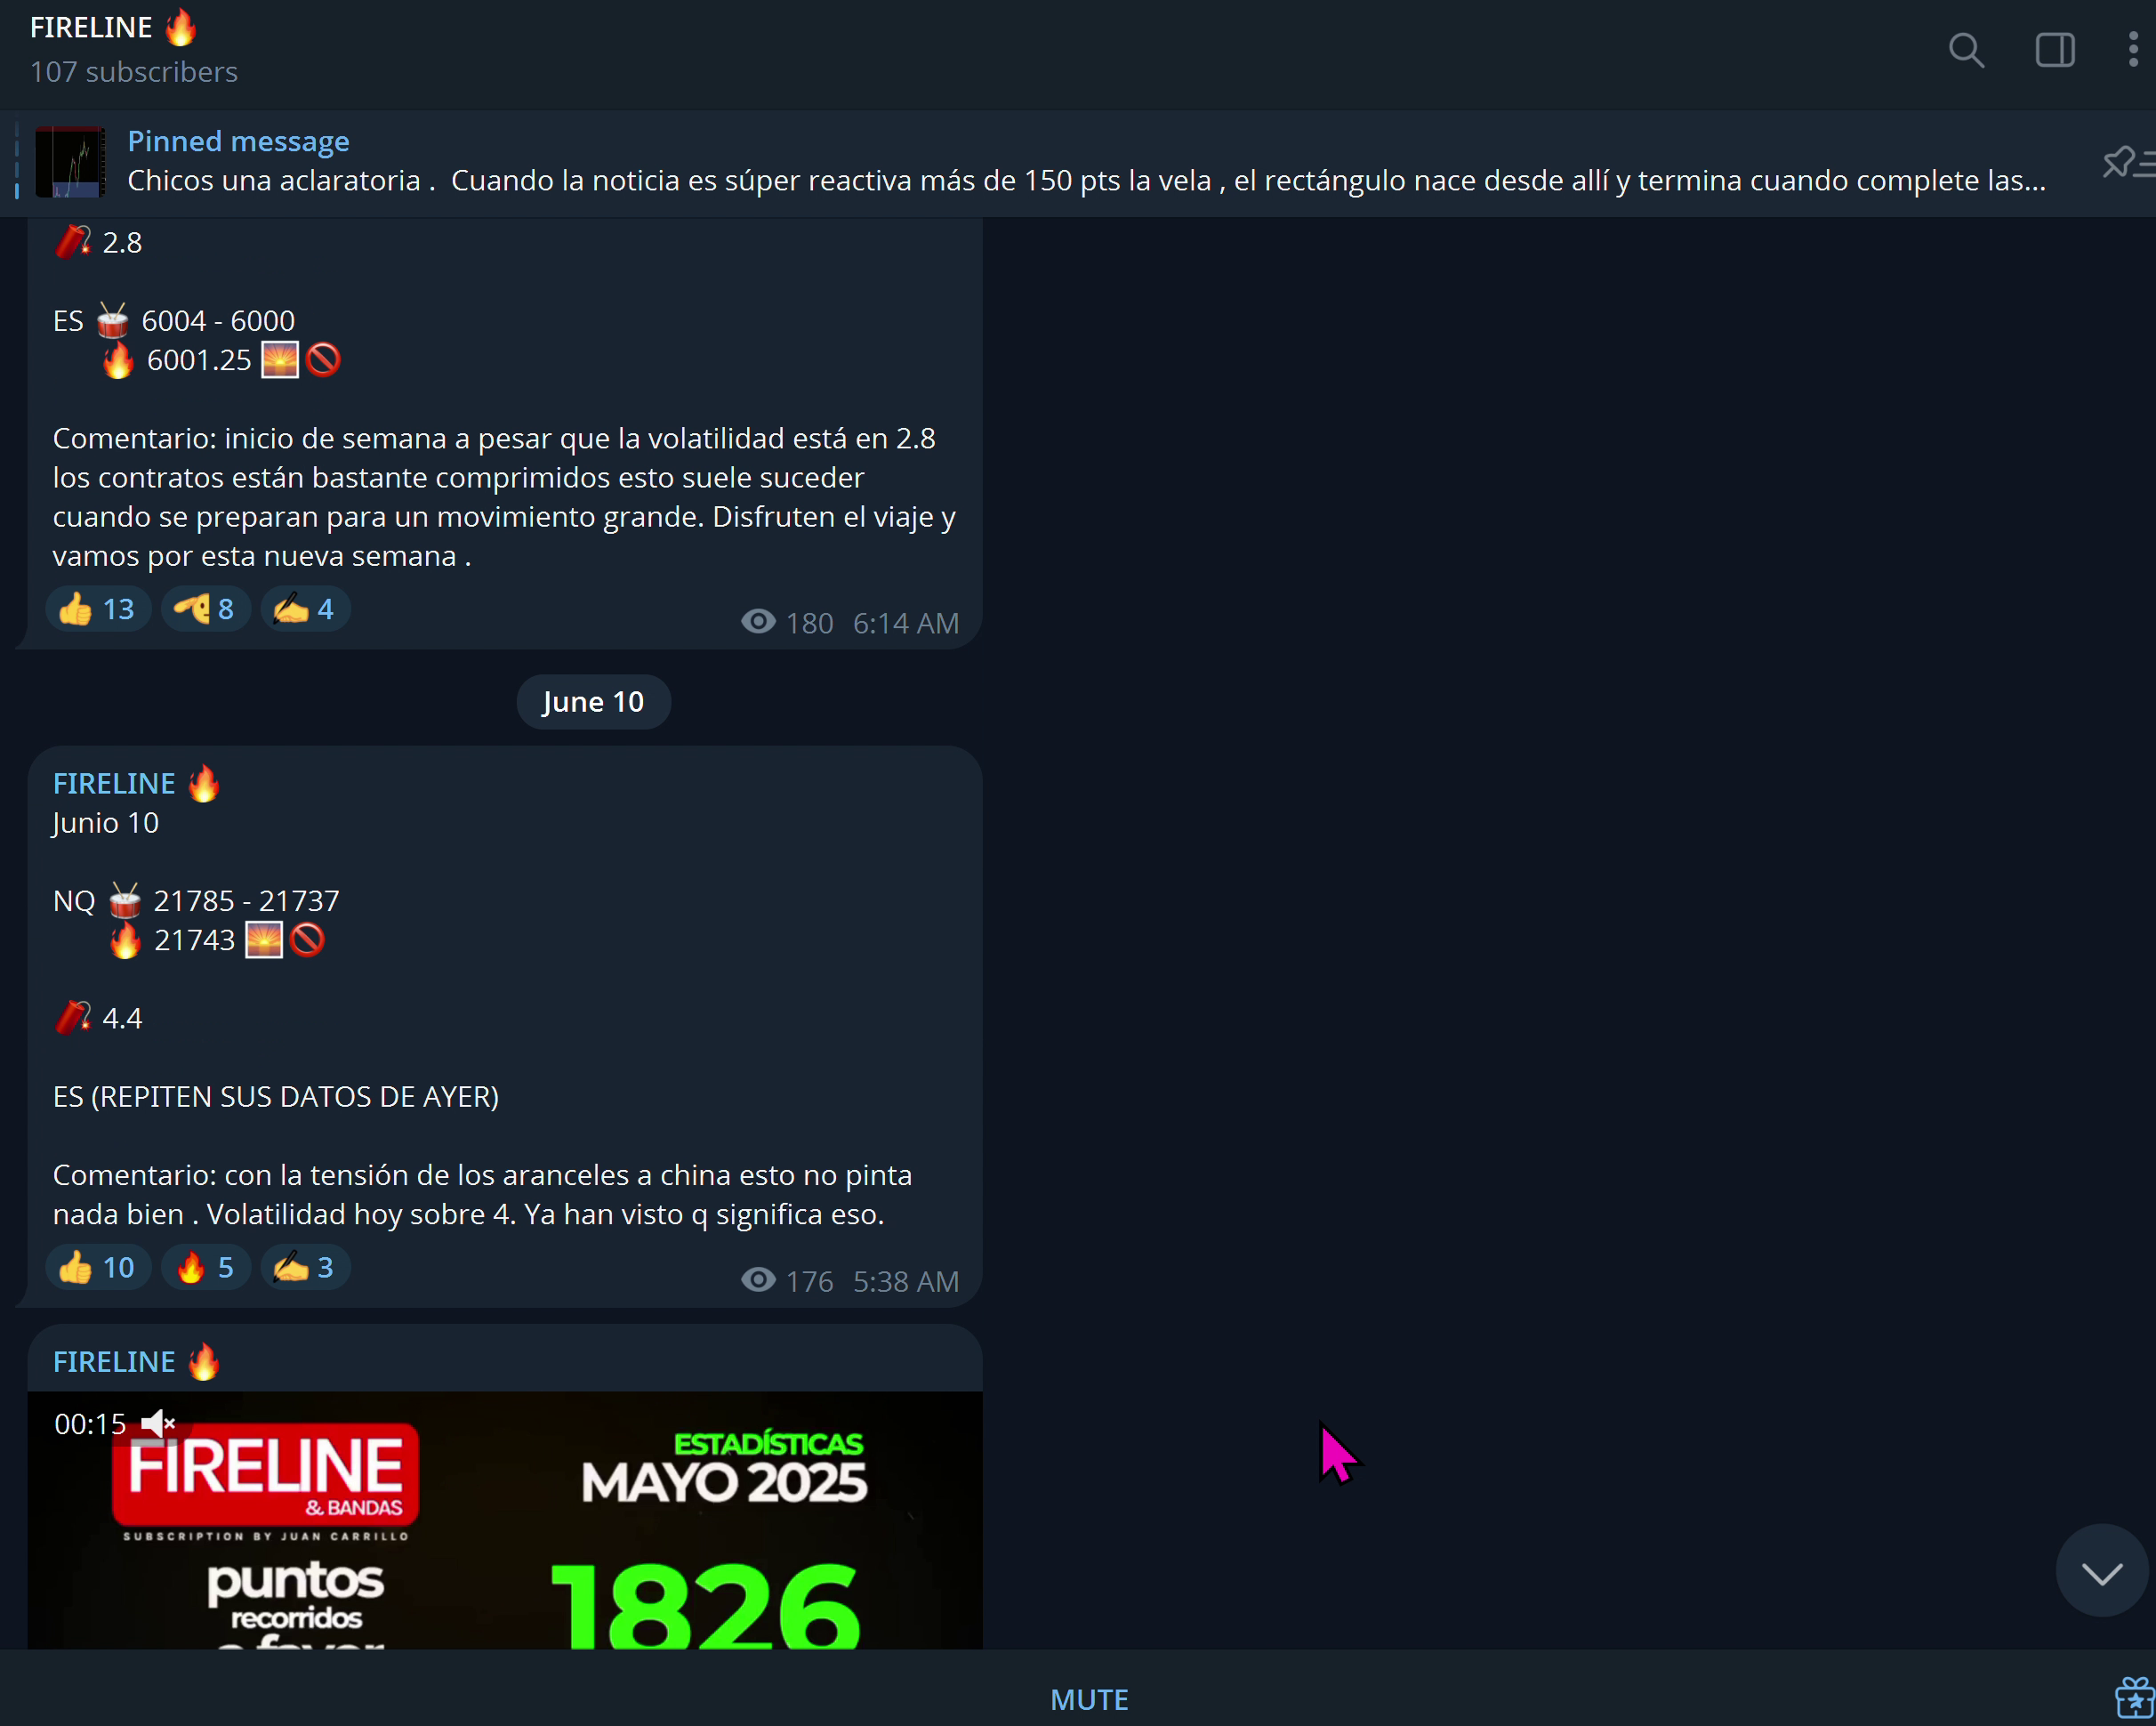 FIRELINE 🔥
107 subscribers
Pinned message
Chicos una aclaratoria .  Cuando la noticia es súper reactiva más de 150 pts la vela , el rectángulo nace desde allí y termina cuando complete las...
🧨 2.8
ES 🥁 6004 - 6000
🔥 6001.25 🌅🚫
Comentario: inicio de semana a pesar que la volatilidad está en 2.8
los contratos están bastante comprimidos esto suele suceder
cuando se preparan para un movimiento grande. Disfruten el viaje y
vamos por esta nueva semana .
👍 13 🫡 8 ✍️ 4
180 6:14 AM
June 10
FIRELINE 🔥
Junio 10
NQ 🥁 21785 - 21737
🔥 21743 🌅🚫
🧨 4.4
ES (REPITEN SUS DATOS DE AYER)
Comentario: con la tensión de los aranceles a china esto no pinta
nada bien . Volatilidad hoy sobre 4. Ya han visto q significa eso.
👍 10 🔥 5 ✍️ 3
176 5:38 AM
FIRELINE 🔥
00:15
FIRELINE
& BANDAS
SUBSCRIPTION BY JUAN CARRILLO
ESTADÍSTICAS
MAYO 2025
puntos
recorridos
a favor
1826
MUTE